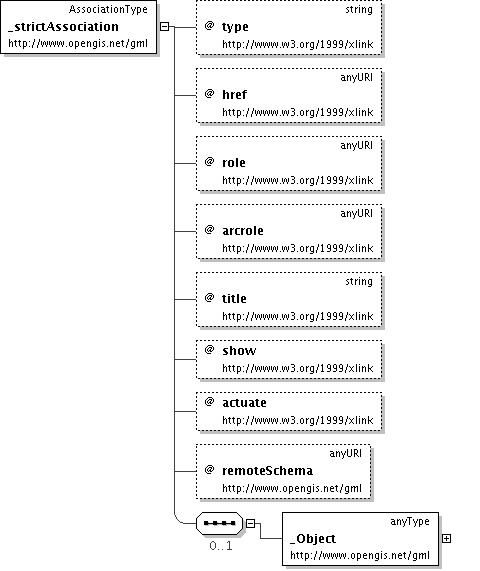 AssociationType
_strictAssociation
http://www.opengis.net/gml
string
@ type
http://www.w3.org/1999/xlink
anyURI
@ href
http://www.w3.org/1999/xlink
anyURI
@ role
http://www.w3.org/1999/xlink
anyURI
@ arcrole
http://www.w3.org/1999/xlink
string
@ title
http://www.w3.org/1999/xlink
@ show
http://www.w3.org/1999/xlink
@ actuate
http://www.w3.org/1999/xlink
anyURI
@ remoteSchema
http://www.opengis.net/gml
0..1
anyType
_Object
http://www.opengis.net/gml